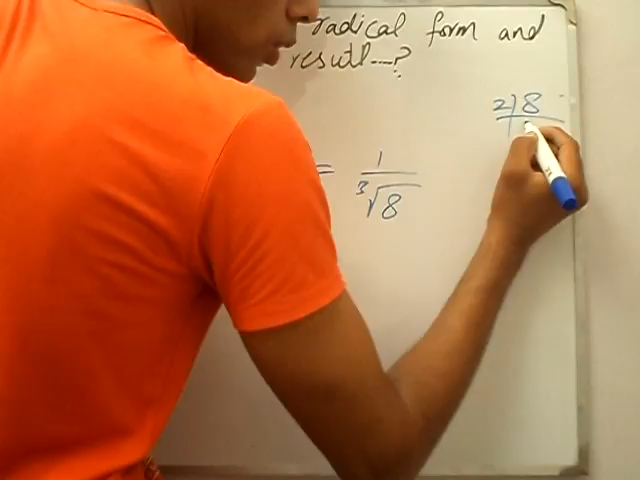 radical form and
result---?
2) 8
= 1/∛8